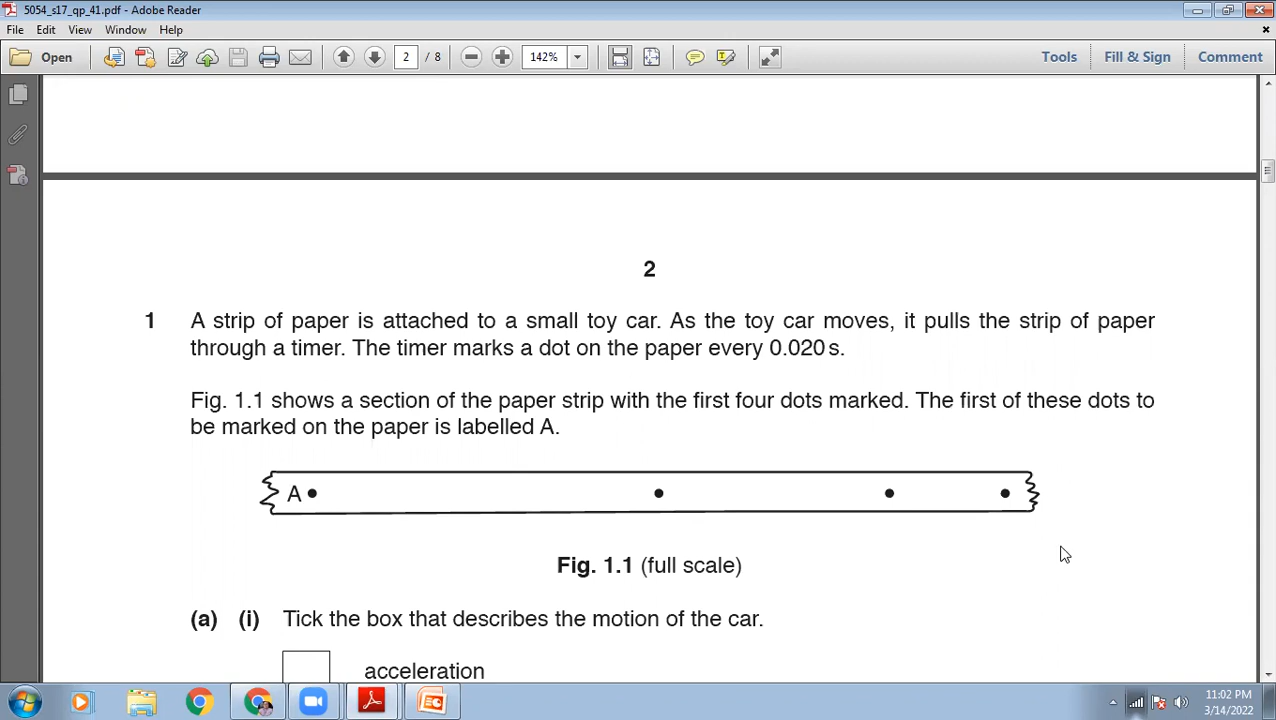 5054_s17_qp_41.pdf - Adobe Reader
File Edit View Window Help
Open 2 / 8 142% Tools Fill & Sign Comment
2
1 A strip of paper is attached to a small toy car. As the toy car moves, it pulls the strip of paper
through a timer. The timer marks a dot on the paper every 0.020 s.
Fig. 1.1 shows a section of the paper strip with the first four dots marked. The first of these dots to
be marked on the paper is labelled A.
A
Fig. 1.1 (full scale)
(a) (i) Tick the box that describes the motion of the car.
acceleration
11:02 PM
3/14/2022